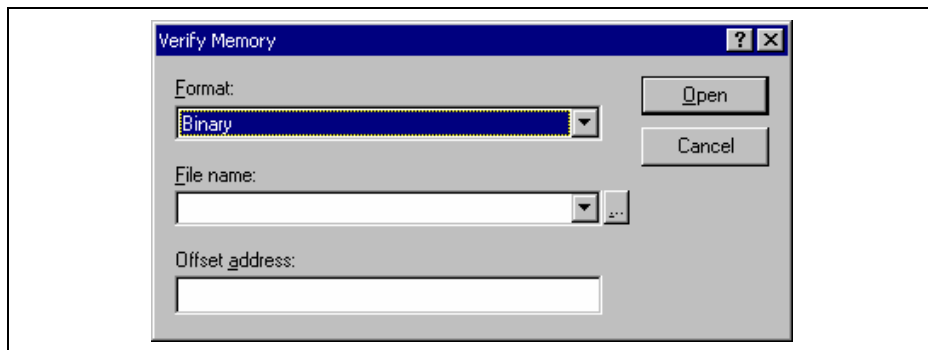 Verify Memory
Format:
Open
Binary
Cancel
File name:
...
Offset address: